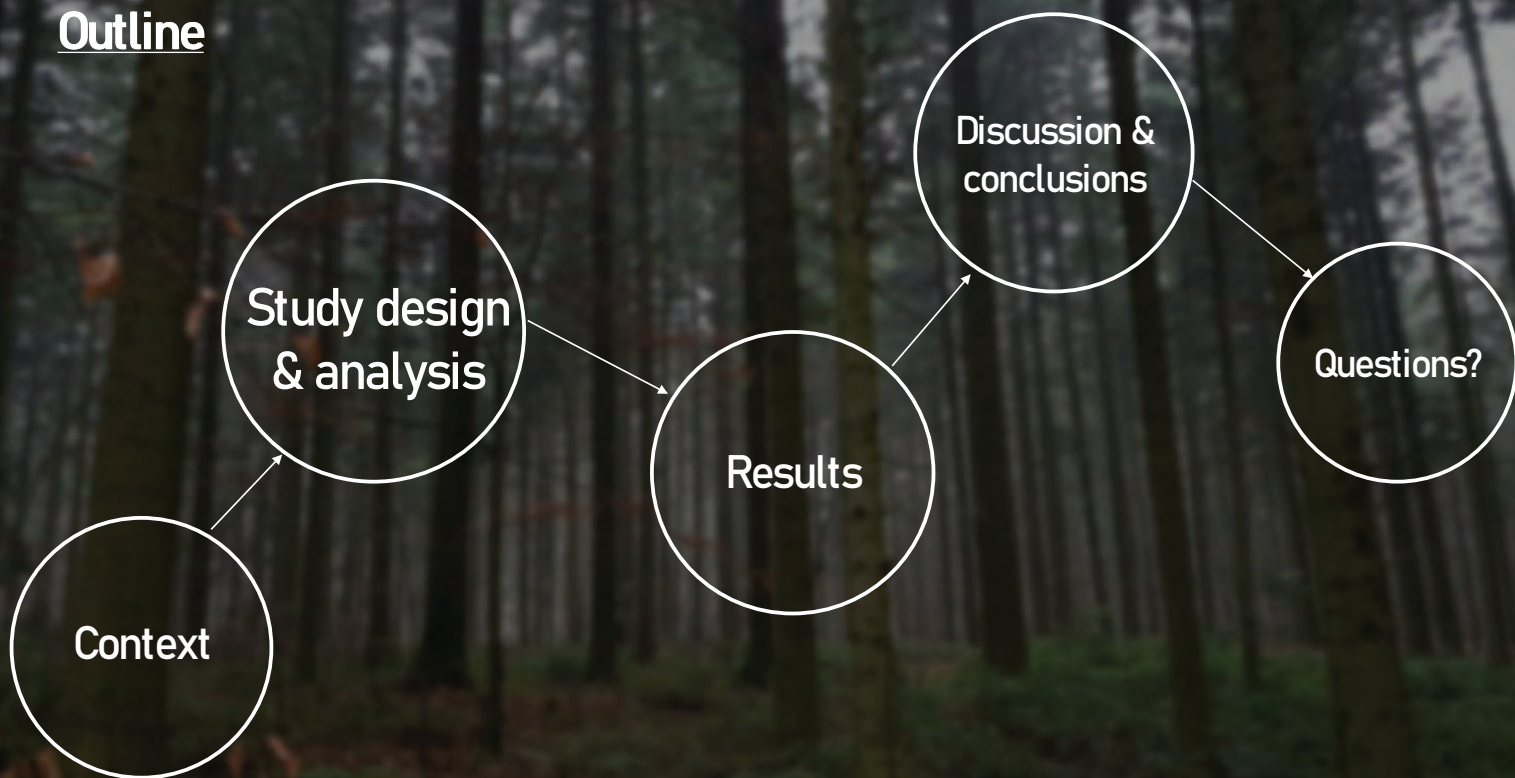 Outline
Context
Study design
& analysis
Results
Discussion &
conclusions
Questions?